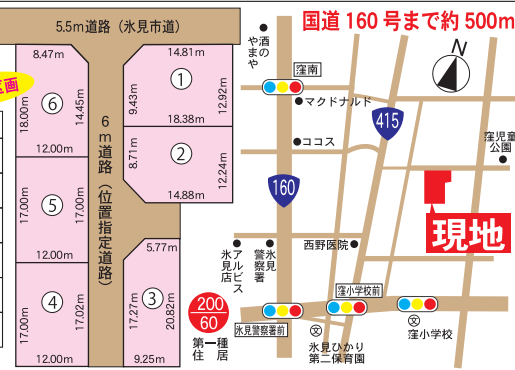 5.5m道路（氷見市道）
8.47m
18.00m
14.45m
⑥
12.00m
17.00m
17.00m
⑤
12.00m
17.00m
17.02m
④
12.00m
6m道路（位置指定道路）
14.81m
①
9.43m
12.92m
18.38m
8.71m
②
12.24m
14.88m
5.77m
③
17.27m
20.82m
9.25m
区画
200
60
第一種
住居
国道160号まで約500m
N
酒の
やまや
窪南
マクドナルド
ココス
415
160
窪児童
公園
現地
アルビス
氷見店
氷見
警察署
西野医院
氷見警察署前
窪小学校前
文
氷見ひかり
第二保育園
文
窪小学校